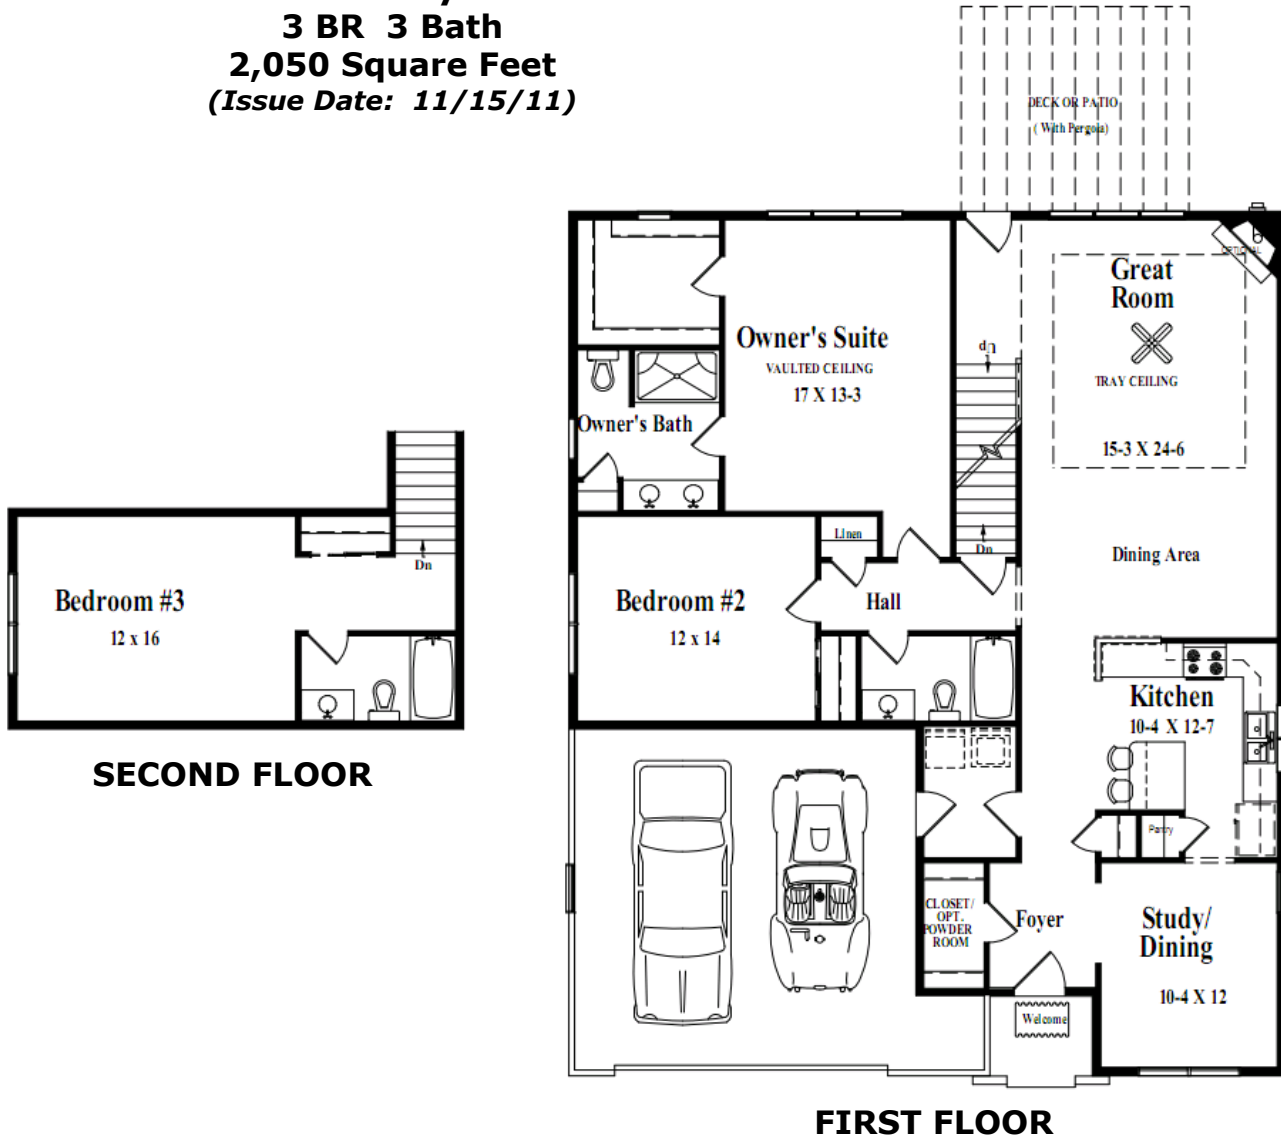 3 BR 3 Bath
2,050 Square Feet
(Issue Date: 11/15/11)
DECK OR PATIO
( With Pergola)
Great
Room
TRAY CEILING
15-3 X 24-6
OPTIONAL
Owner's Suite
VAULTED CEILING
17 X 13-3
Up
Owner's Bath
Linen
Dn
Dining Area
Bedroom #2
12 x 14
Hall
Kitchen
10-4 X 12-7
Pantry
CLOSET/
OPT.
POWDER
ROOM
Foyer
Study/
Dining
10-4 X 12
Welcome
FIRST FLOOR
Dn
Bedroom #3
12 x 16
SECOND FLOOR